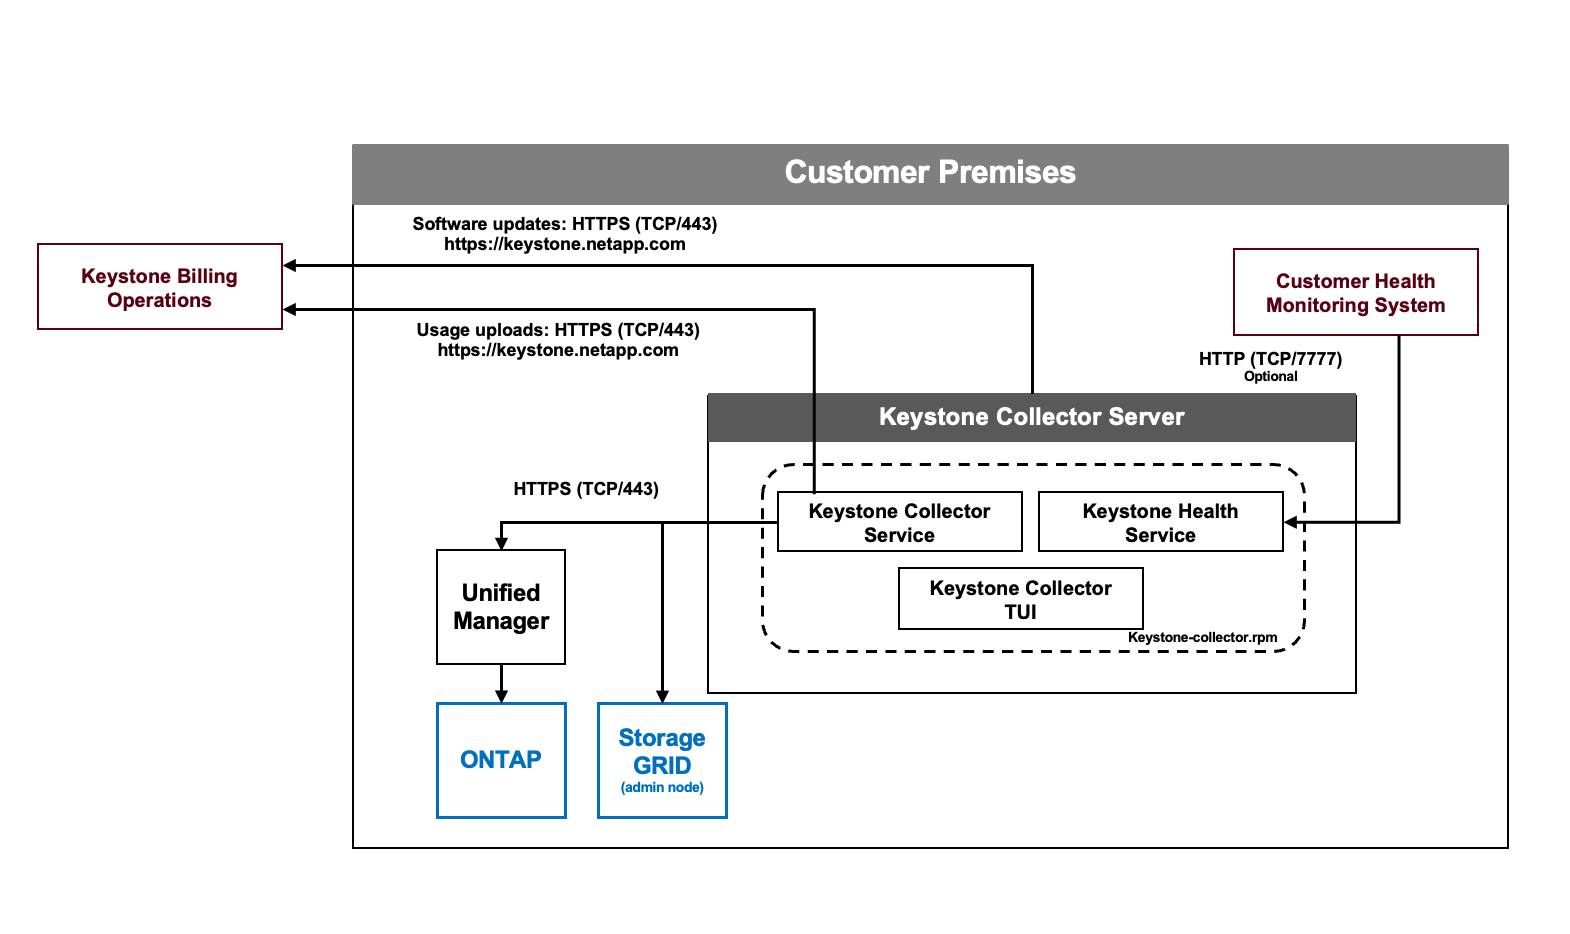 Customer Premises
Software updates: HTTPS (TCP/443)
https://keystone.netapp.com
Keystone Billing
Operations
Customer Health
Monitoring System
Usage uploads: HTTPS (TCP/443)
https://keystone.netapp.com
HTTP (TCP/7777)
Optional
Keystone Collector Server
HTTPS (TCP/443)
Keystone Collector
Service
Keystone Health
Service
Unified
Manager
Keystone Collector
TUI
Keystone-collector.rpm
ONTAP
Storage
GRID
(admin node)